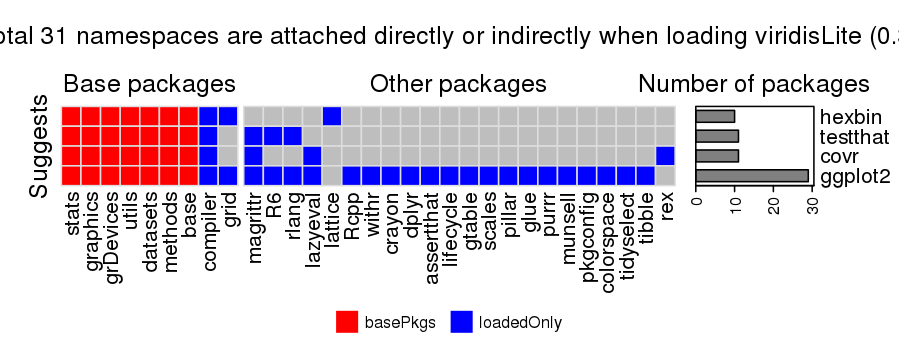 otal 31 namespaces are attached directly or indirectly when loading viridisLite (0.3
Base packages
Other packages
Number of packages
Suggests
hexbin
testthat
covr
ggplot2
stats
graphics
grDevices
utils
datasets
methods
base
compiler
grid
magrittr
R6
rlang
lazyeval
lattice
Rcpp
withr
crayon
dplyr
assertthat
lifecycle
gtable
scales
pillar
glue
purrr
munsell
pkgconfig
colorspace
tidyselect
tibble
rex
0
10
20
30
basePkgs
loadedOnly